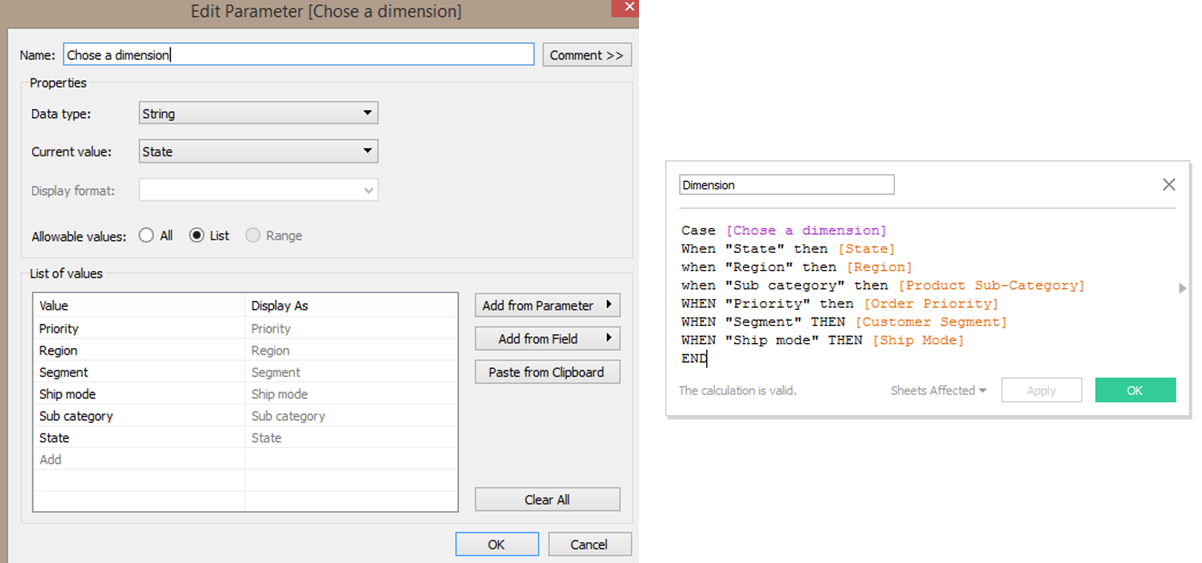 Edit Parameter [Chose a dimension]
Name: Chose a dimension Comment >>
Properties
Data type: String
Current value: State
Display format:
Allowable values: All List Range
List of values
Value Display As
Priority Priority
Region Region
Segment Segment
Ship mode Ship mode
Sub category Sub category
State State
Add
Add from Parameter
Add from Field
Paste from Clipboard
Clear All
OK Cancel
Dimension
Case [Chose a dimension]
When "State" then [State]
when "Region" then [Region]
when "Sub category" then [Product Sub-Category]
WHEN "Priority" then [Order Priority]
WHEN "Segment" THEN [Customer Segment]
WHEN "Ship mode" THEN [Ship Mode]
END
The calculation is valid. Sheets Affected Apply OK